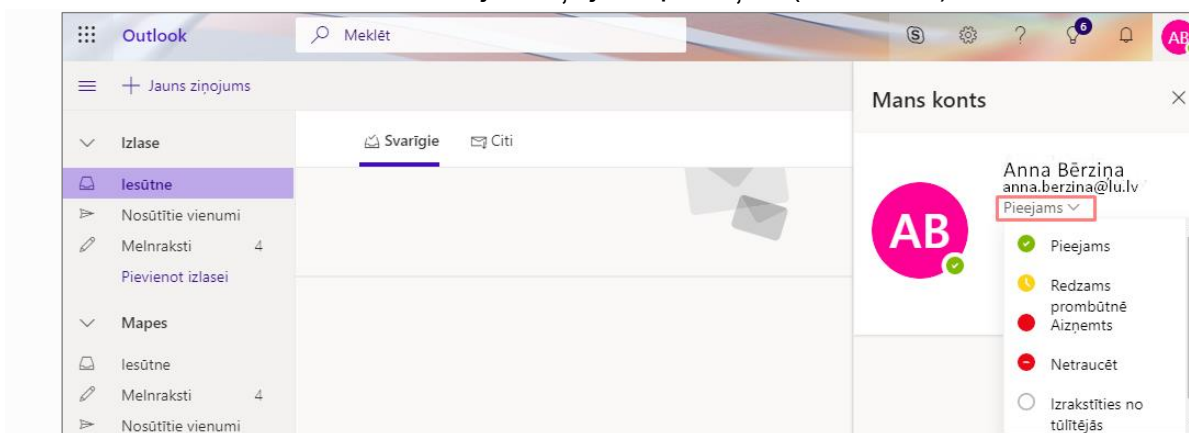 Outlook
Meklēt
6
AB
Jauns ziņojums
Mans konts
Izlase
Svarīgie
Citi
Iesūtne
Nosūtītie vienumi
Melnraksti 4
Pievienot izlasei
Mapes
Iesūtne
Melnraksti 4
Nosūtītie vienumi
AB
Anna Bērziņa
anna.berzina@lu.lv
Pieejams
Pieejams
Redzams
prombūtnē
Aizņemts
Netraucēt
Izrakstīties no
tūlītējās